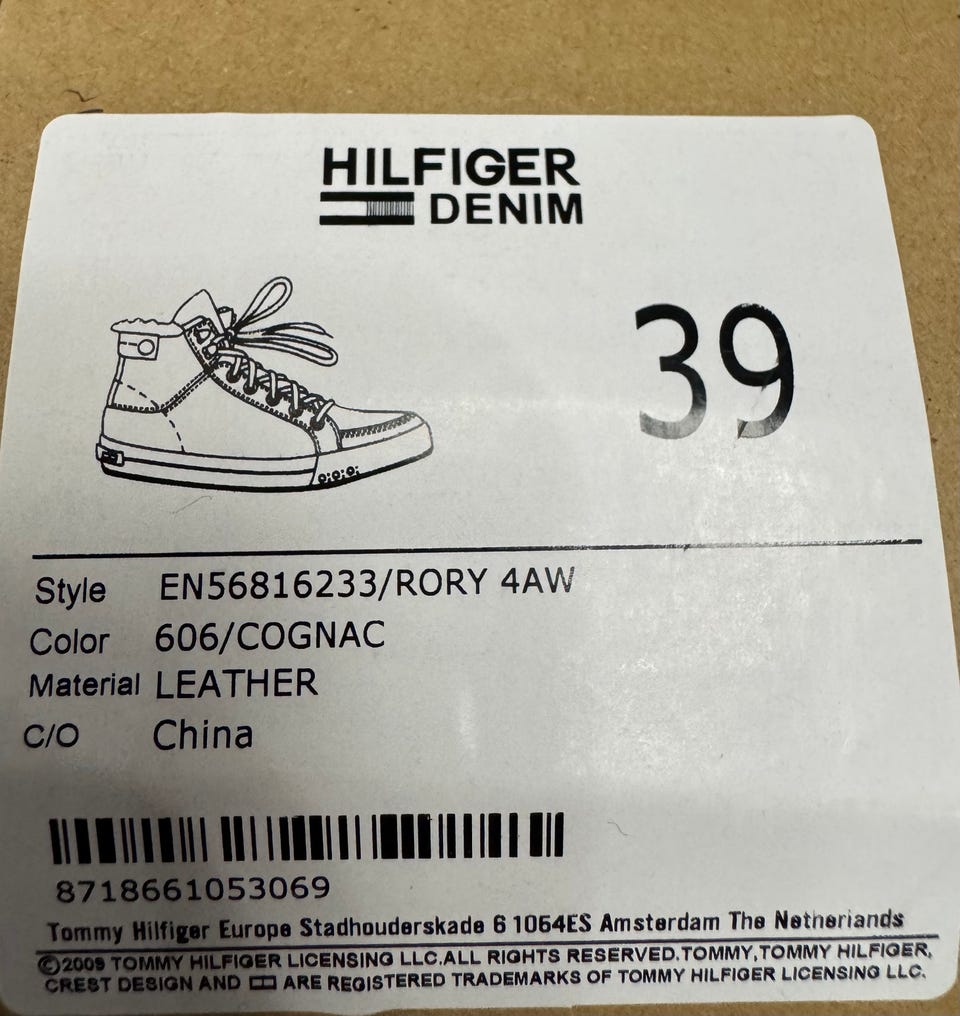 HILFIGER
DENIM
39
Style EN56816233/RORY 4AW
Color 606/COGNAC
Material LEATHER
C/O China
8718661053069
Tommy Hilfiger Europe Stadhouderskade 6 1054ES Amsterdam The Netherlands
©2009 TOMMY HILFIGER LICENSING LLC.ALL RIGHTS RESERVED.TOMMY,TOMMY HILFIGER,
CREST DESIGN AND ARE REGISTERED TRADEMARKS OF TOMMY HILFIGER LICENSING LLC.